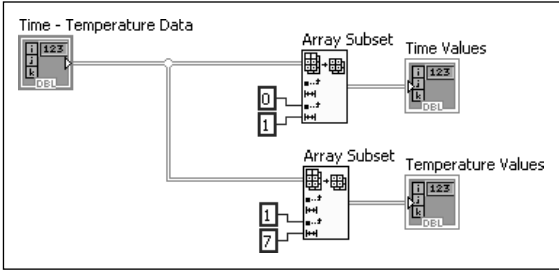 Time - Temperature Data
i 123
j
k
DBL
Array Subset
0
1
Time Values
i 123
j
k
DBL
Array Subset
1
7
Temperature Values
i 123
j
k
DBL